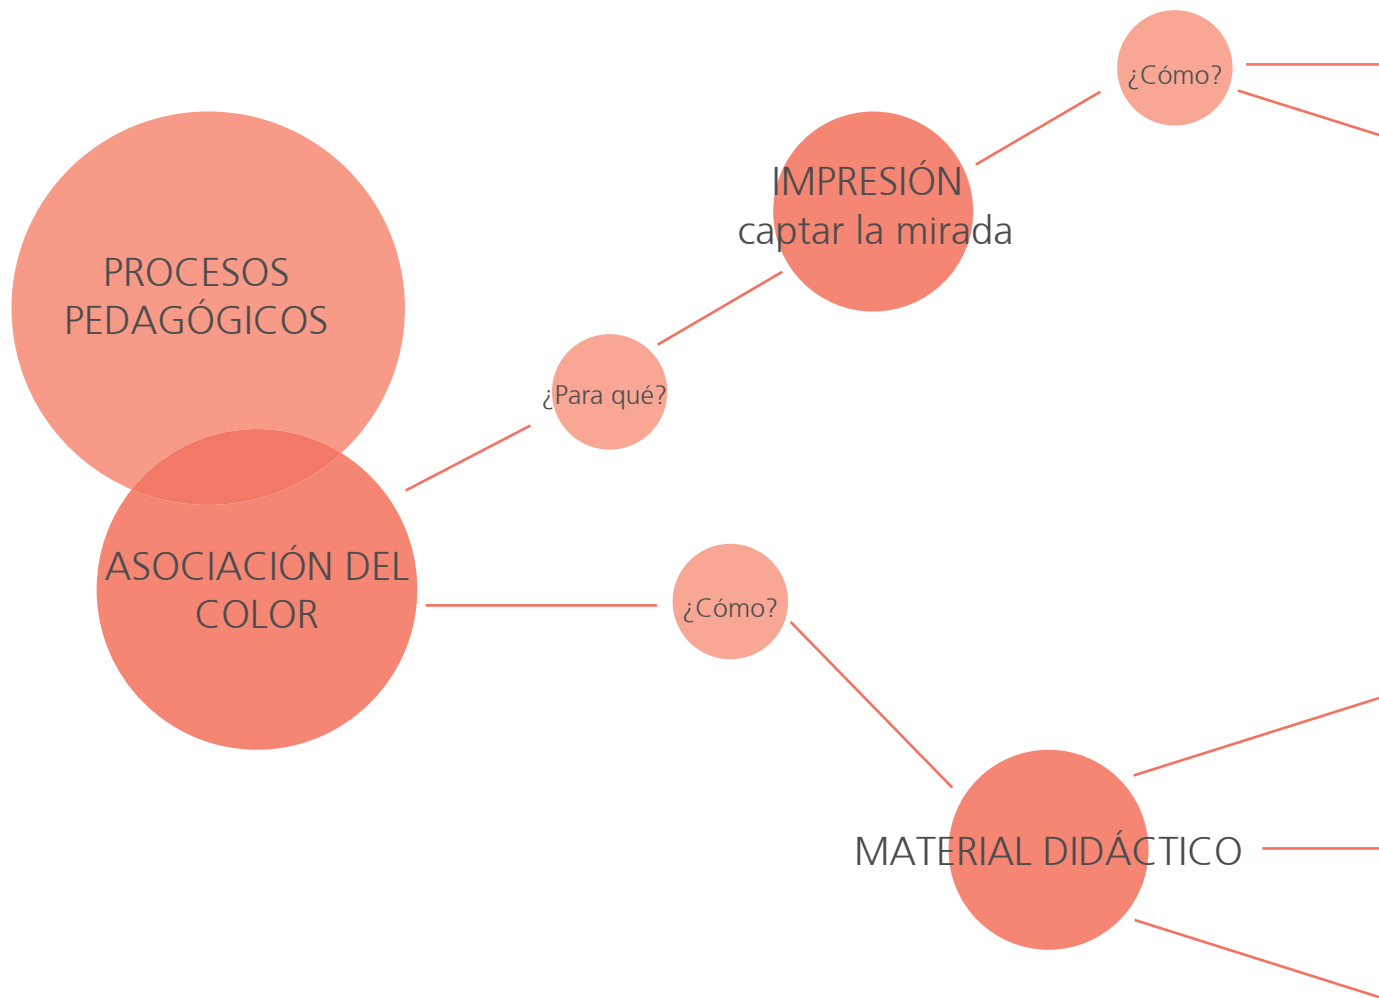 ¿Cómo?
IMPRESIÓN
captar la mirada
PROCESOS
PEDAGÓGICOS
¿Para qué?
ASOCIACIÓN DEL
COLOR
¿Cómo?
MATERIAL DIDÁCTICO